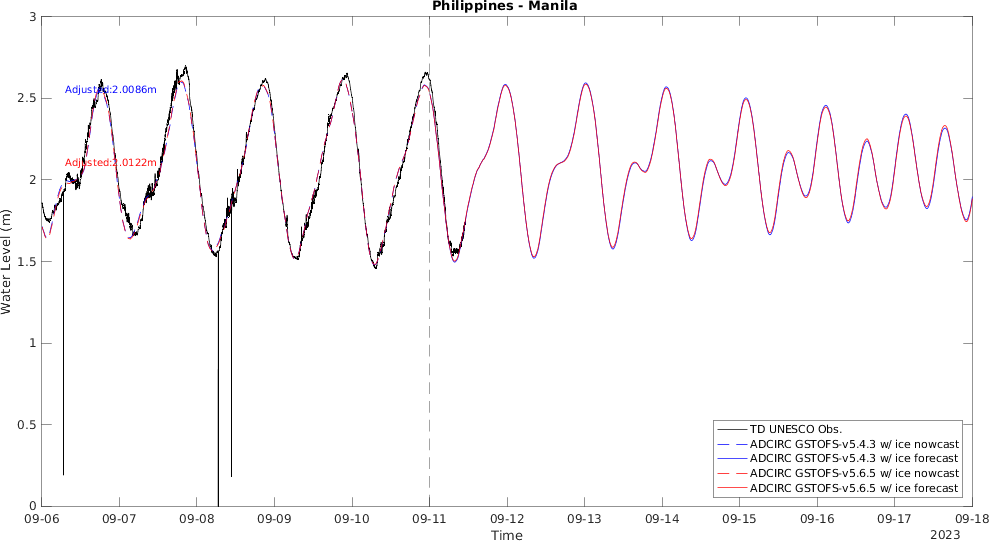 Philippines - Manila
3
2.5
2
1.5
1
0.5
0
Water Level (m)
Adjusted:2.0086m
Adjusted:2.0122m
TD UNESCO Obs.
ADCIRC GSTOFS-v5.4.3 w/ ice nowcast
ADCIRC GSTOFS-v5.4.3 w/ ice forecast
ADCIRC GSTOFS-v5.6.5 w/ ice nowcast
ADCIRC GSTOFS-v5.6.5 w/ ice forecast
09-06 09-07 09-08 09-09 09-10 09-11 09-12 09-13 09-14 09-15 09-16 09-17 09-18
Time
2023